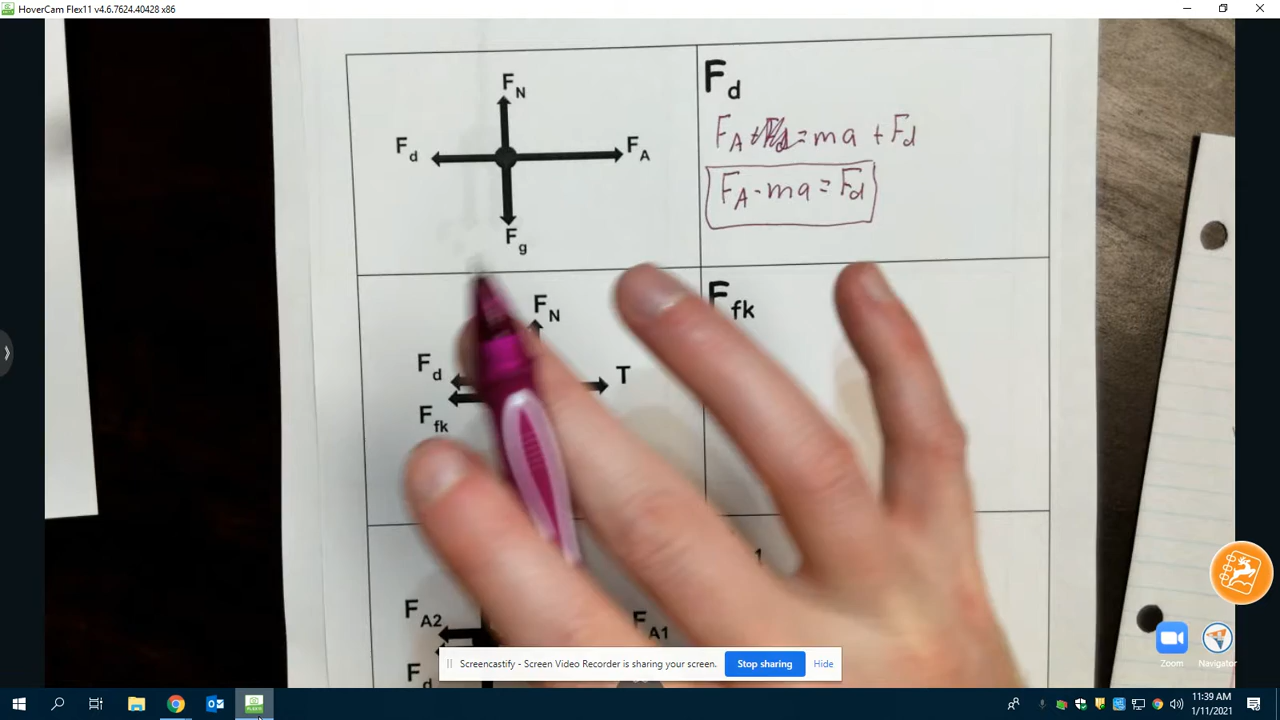 HoverCam Flex11 v4.6.7624.40428 x86
F_N
F_d
F_A
F_g
F_d
F_A = ma + F_d
F_A - ma = F_d
F_N
F_d
T
F_fk
F_fk
F_A2
F_A1
F_d
Screencastify - Screen Video Recorder is sharing your screen.
Stop sharing
Hide
Zoom
Navigator
11:39 AM
1/11/2021